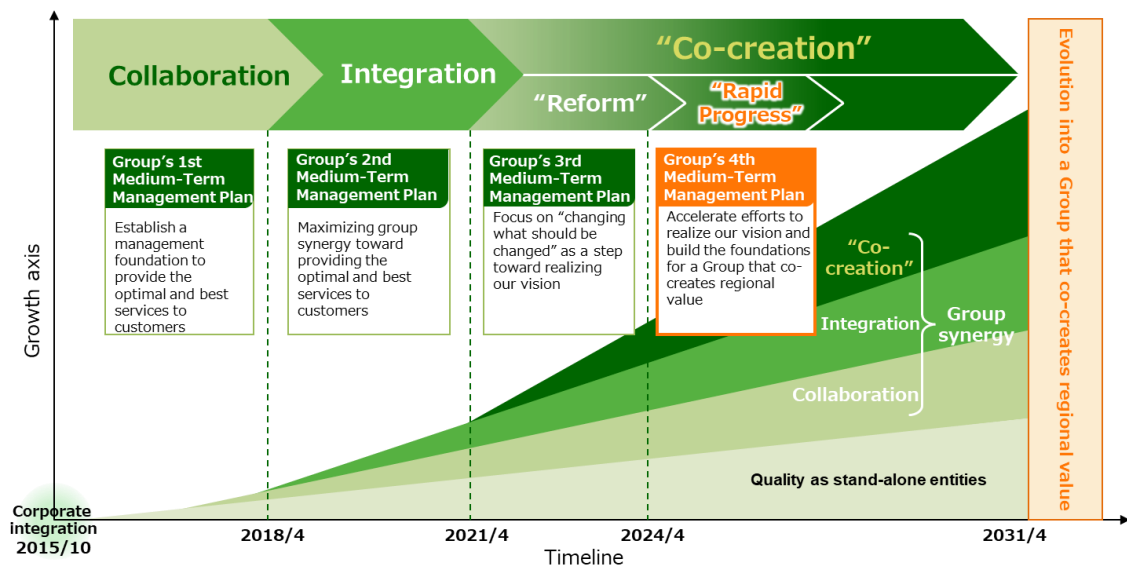 Collaboration
Integration
“Co-creation”
“Reform”
“Rapid
Progress”
Evolution into a Group that co-creates regional value
Group’s 1st
Medium-Term
Management Plan
Establish a
management
foundation to
provide the
optimal and best
services to
customers
Group’s 2nd
Medium-Term
Management Plan
Maximizing group
synergy toward
providing the
optimal and best
services to
customers
Group’s 3rd
Medium-Term
Management Plan
Focus on “changing
what should be
changed” as a step
toward realizing
our vision
Group’s 4th
Medium-Term
Management Plan
Accelerate efforts to
realize our vision and
build the foundations
for a Group that co-
creates regional
value
Growth axis
“Co-
creation”
Integration
Collaboration
Group
synergy
Quality as stand-alone entities
Corporate
integration
2015/10
2018/4
2021/4
2024/4
2031/4
Timeline